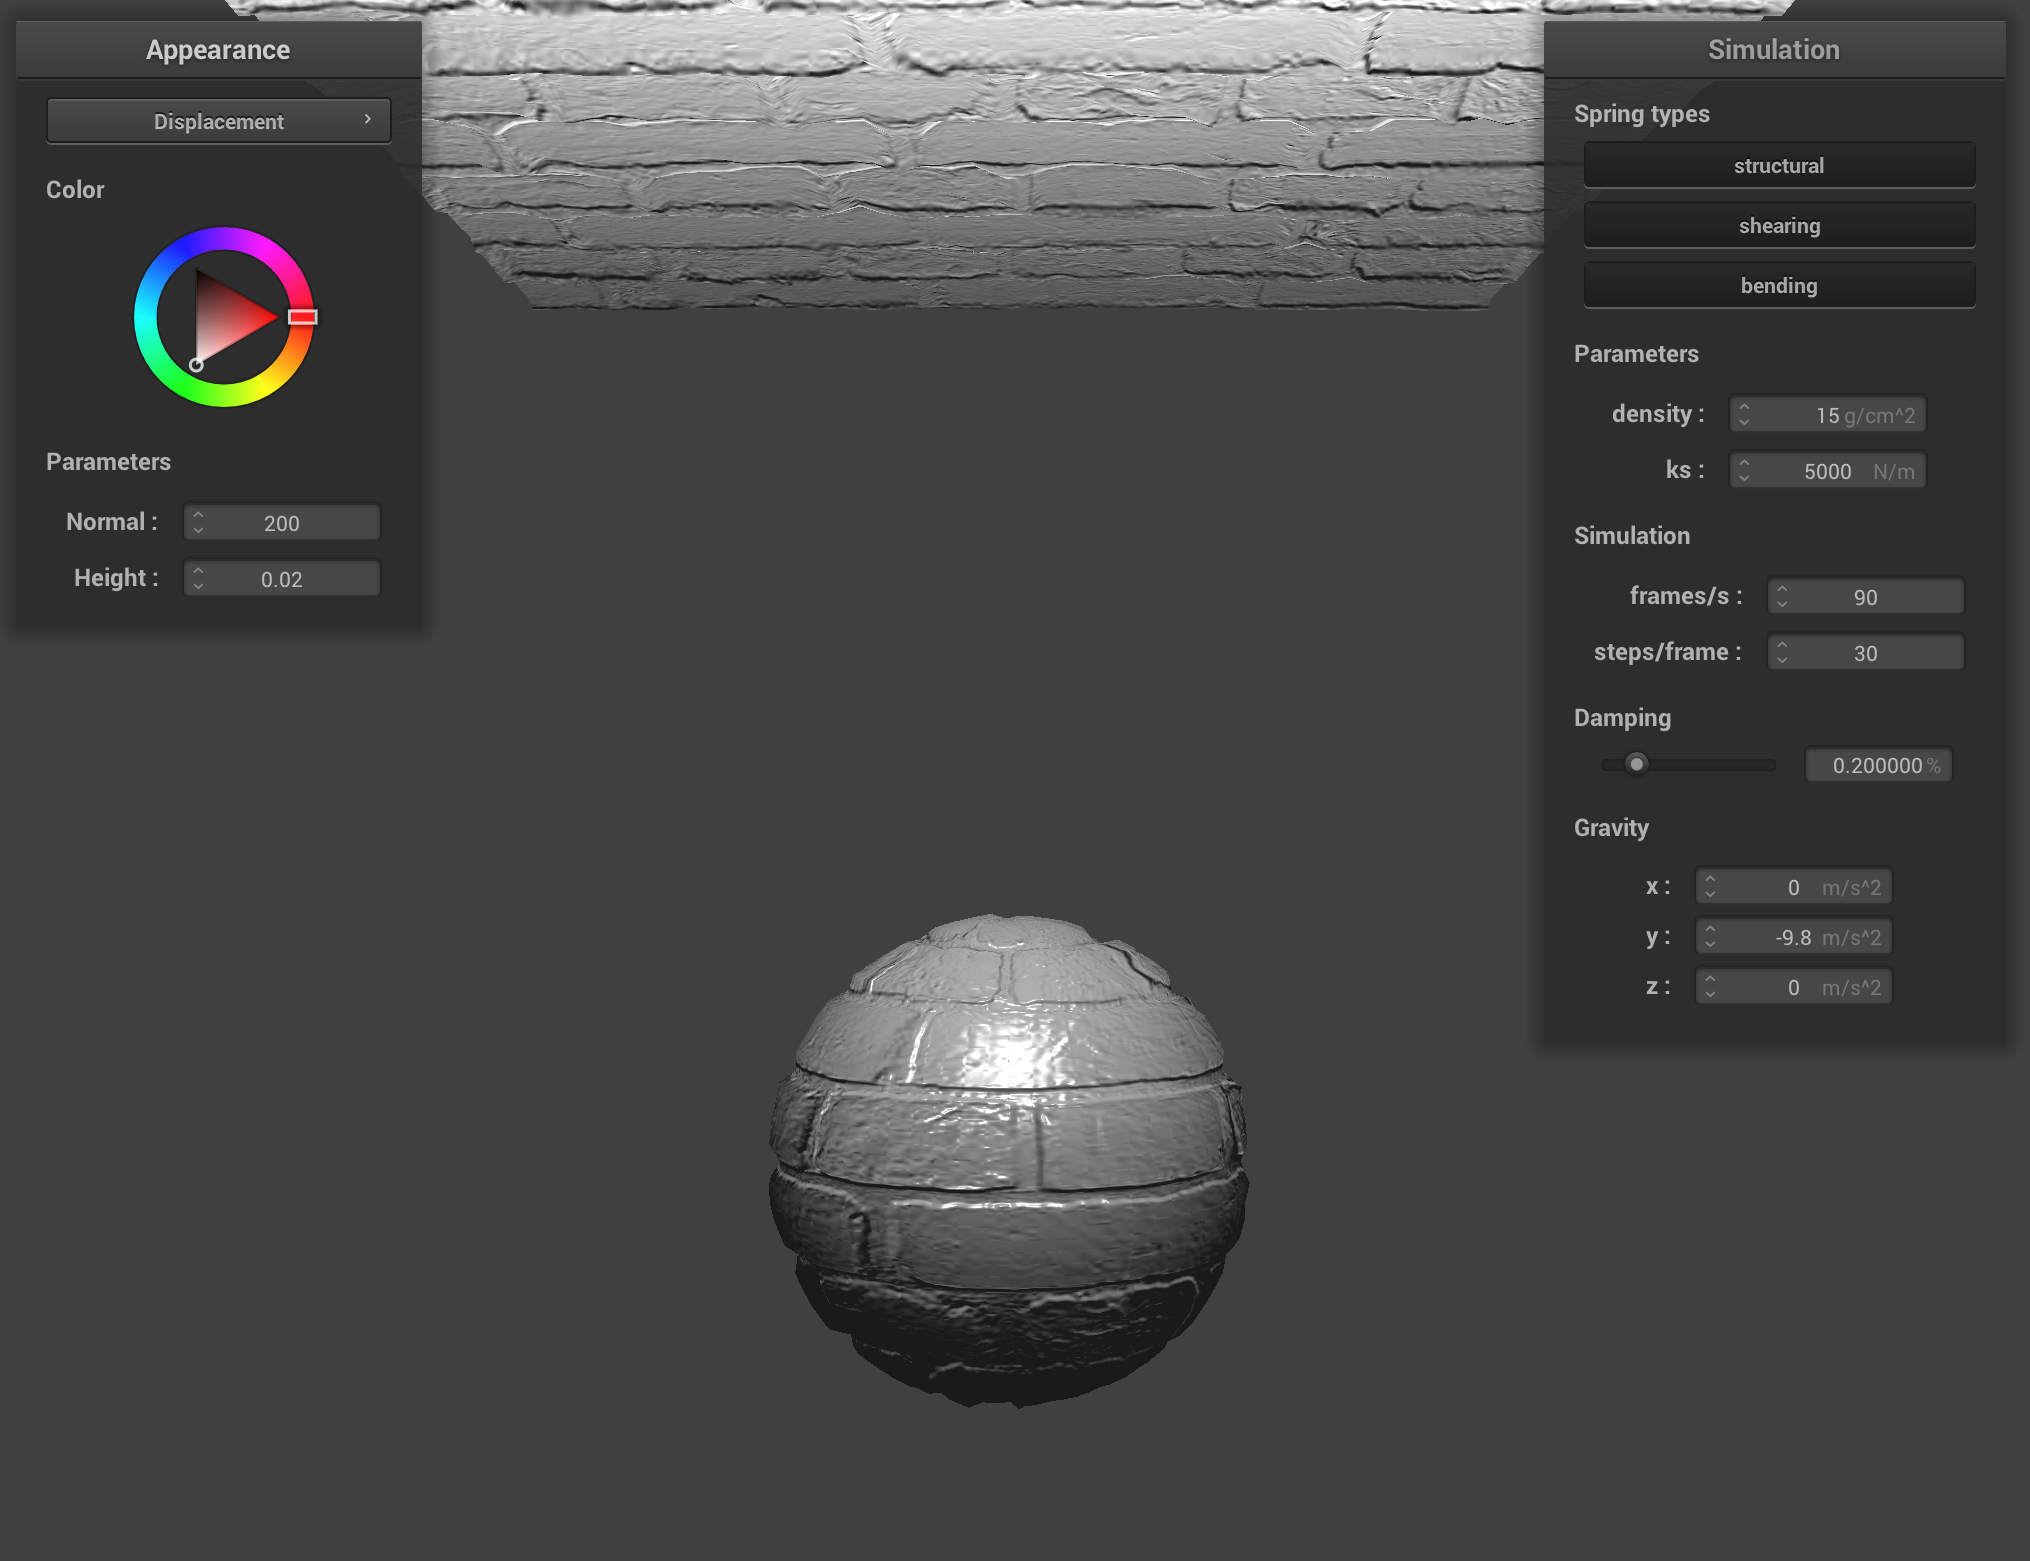 Appearance
Displacement
Color
Parameters
Normal : 200
Height : 0.02
Simulation
Spring types
structural
shearing
bending
Parameters
density : 15 g/cm^2
ks : 5000 N/m
Simulation
frames/s : 90
steps/frame : 30
Damping
0.200000 %
Gravity
x : 0 m/s^2
y : -9.8 m/s^2
z : 0 m/s^2